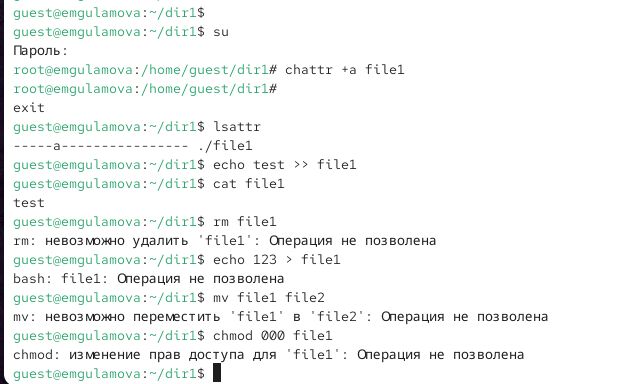 guest@emgulamova:~/dir1$
guest@emgulamova:~/dir1$ su
Пароль:
root@emgulamova:/home/guest/dir1# chattr +a file1
root@emgulamova:/home/guest/dir1#
exit
guest@emgulamova:~/dir1$ lsattr
-----a---------------- ./file1
guest@emgulamova:~/dir1$ echo test >> file1
guest@emgulamova:~/dir1$ cat file1
test
guest@emgulamova:~/dir1$ rm file1
rm: невозможно удалить 'file1': Операция не позволена
guest@emgulamova:~/dir1$ echo 123 > file1
bash: file1: Операция не позволена
guest@emgulamova:~/dir1$ mv file1 file2
mv: невозможно переместить 'file1' в 'file2': Операция не позволена
guest@emgulamova:~/dir1$ chmod 000 file1
chmod: изменение прав доступа для 'file1': Операция не позволена
guest@emgulamova:~/dir1$